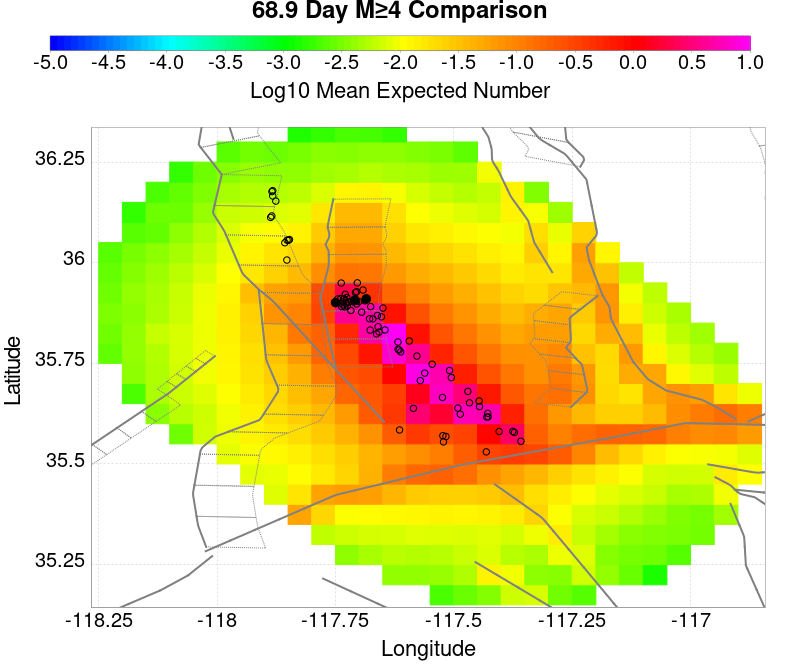 68.9 Day M≥4 Comparison
-5.0 -4.5 -4.0 -3.5 -3.0 -2.5 -2.0 -1.5 -1.0 -0.5 0.0 0.5 1.0
Log10 Mean Expected Number
36.25
36
35.75
35.5
35.25
Latitude
-118.25 -118 -117.75 -117.5 -117.25 -117
Longitude